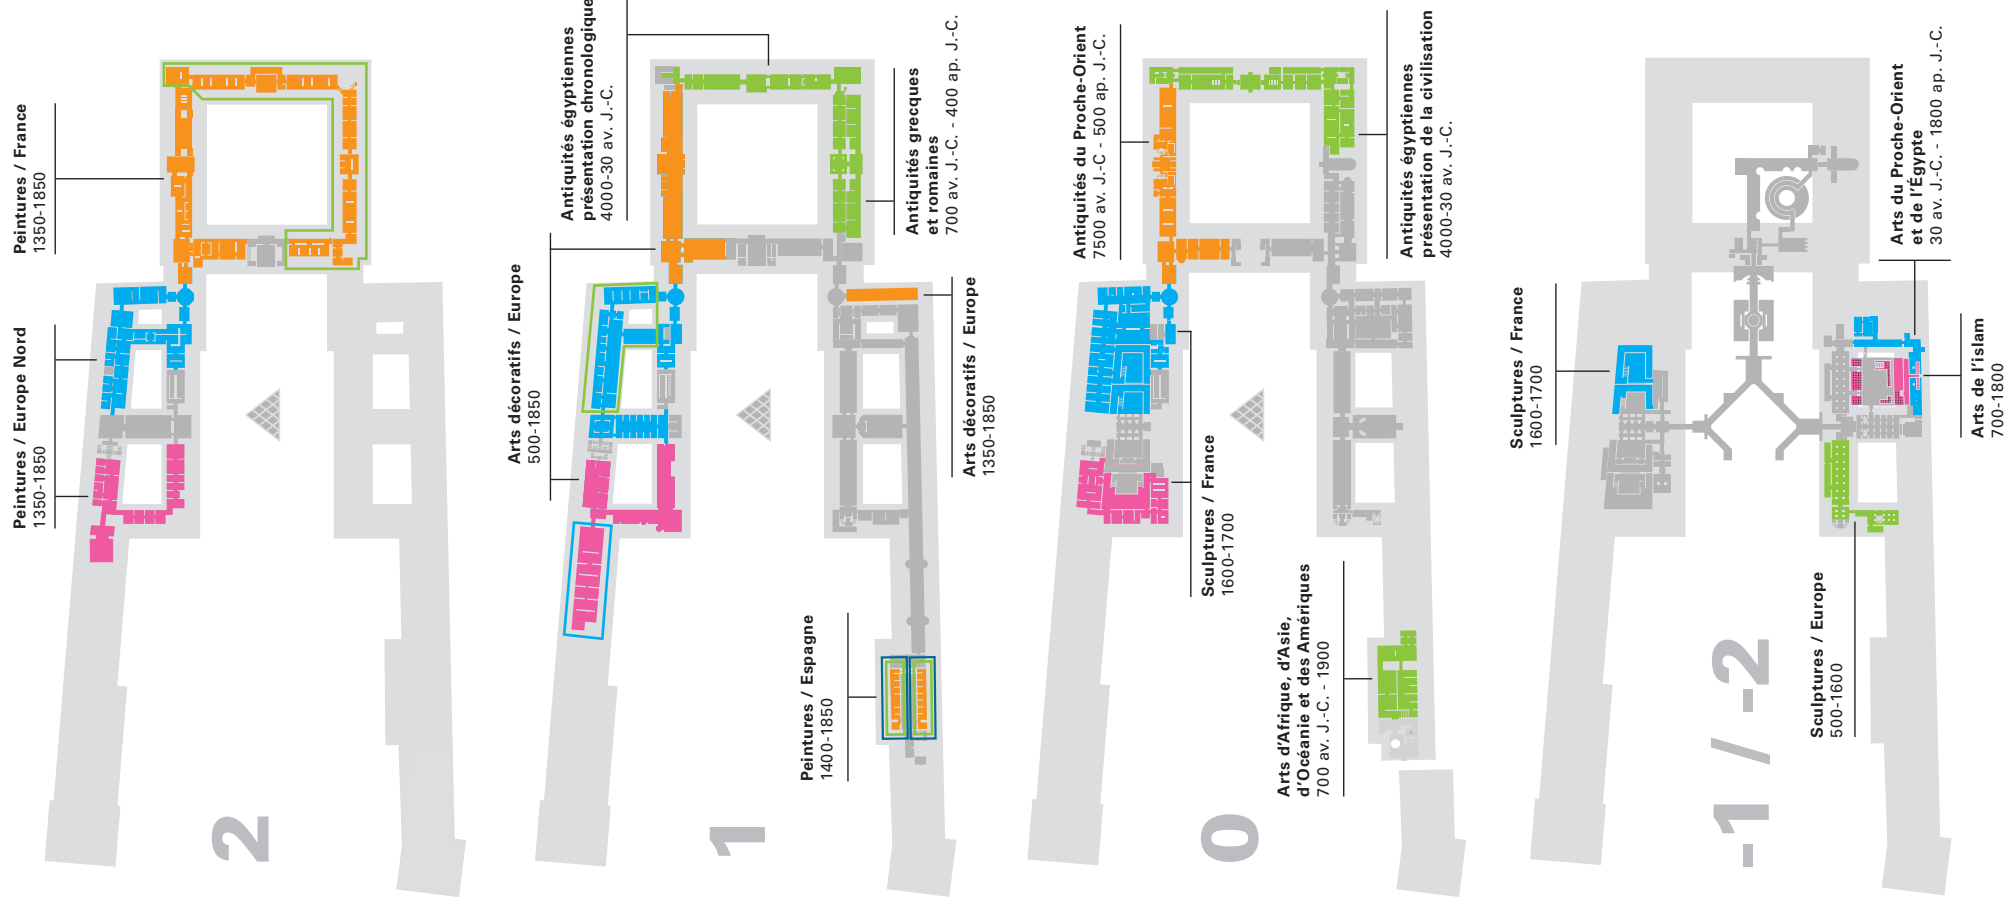 Peintures / France
1350-1850
Peintures / Europe Nord
1350-1850
2
Antiquités égyptiennes
présentation chronologique
4000-30 av. J.-C.
Antiquités grecques
et romaines
700 av. J.-C. - 400 ap. J.-C.
Arts décoratifs / Europe
500-1850
Arts décoratifs / Europe
1350-1850
Peintures / Espagne
1400-1850
1
Antiquités du Proche-Orient
7500 av. J.-C - 500 ap. J.-C.
Antiquités égyptiennes
présentation de la civilisation
4000-30 av. J.-C.
Sculptures / France
1600-1700
Arts d'Afrique, d'Asie,
d'Océanie et des Amériques
700 av. J.-C. - 1900
0
Arts du Proche-Orient
et de l'Égypte
30 av. J.-C. - 1800 ap. J.-C.
Sculptures / France
1600-1700
Arts de l'islam
700-1800
Sculptures / Europe
500-1600
-1 / -2